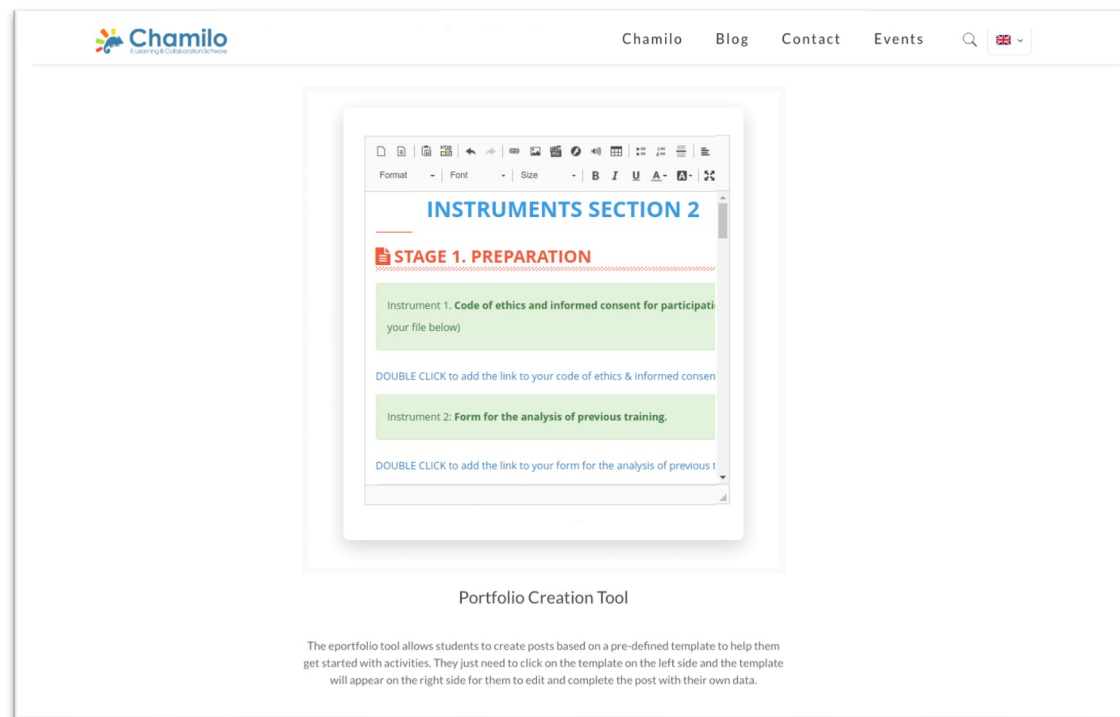 Chamilo
E-Learning & Collaboration Software
Chamilo Blog Contact Events
Format Font Size B I U A A
INSTRUMENTS SECTION 2
STAGE 1. PREPARATION
Instrument 1. Code of ethics and informed consent for participati
your file below)
DOUBLE CLICK to add the link to your code of ethics & informed consen
Instrument 2: Form for the analysis of previous training.
DOUBLE CLICK to add the link to your form for the analysis of previous t
Portfolio Creation Tool
The eportfolio tool allows students to create posts based on a pre-defined template to help them
get started with activities. They just need to click on the template on the left side and the template
will appear on the right side for them to edit and complete the post with their own data.